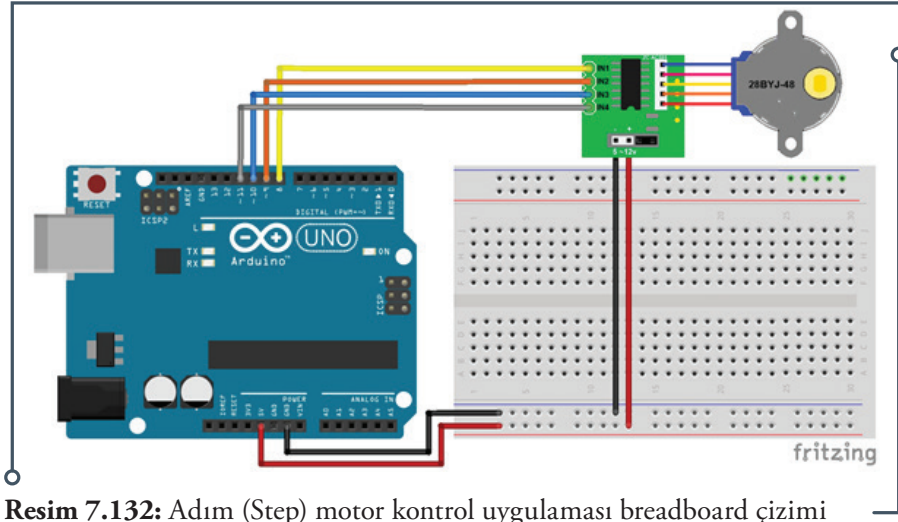 IN1
IN2
IN3
IN4
28BYJ-48
5 ~12v
RESET
ICSP2
AREF
GND
13
12
~11
~10
~9
8
7
~6
~5
4
~3
2
TX▸1
RX◂0
DIGITAL (PWM=~)
L
TX
RX
UNO
ON
Arduino™
ICSP
1
POWER
ANALOG IN
IOREF
RESET
3V3
5V
GND
GND
VIN
A0
A1
A2
A3
A4
A5
fritzing
Resim 7.132: Adım (Step) motor kontrol uygulaması breadboard çizimi